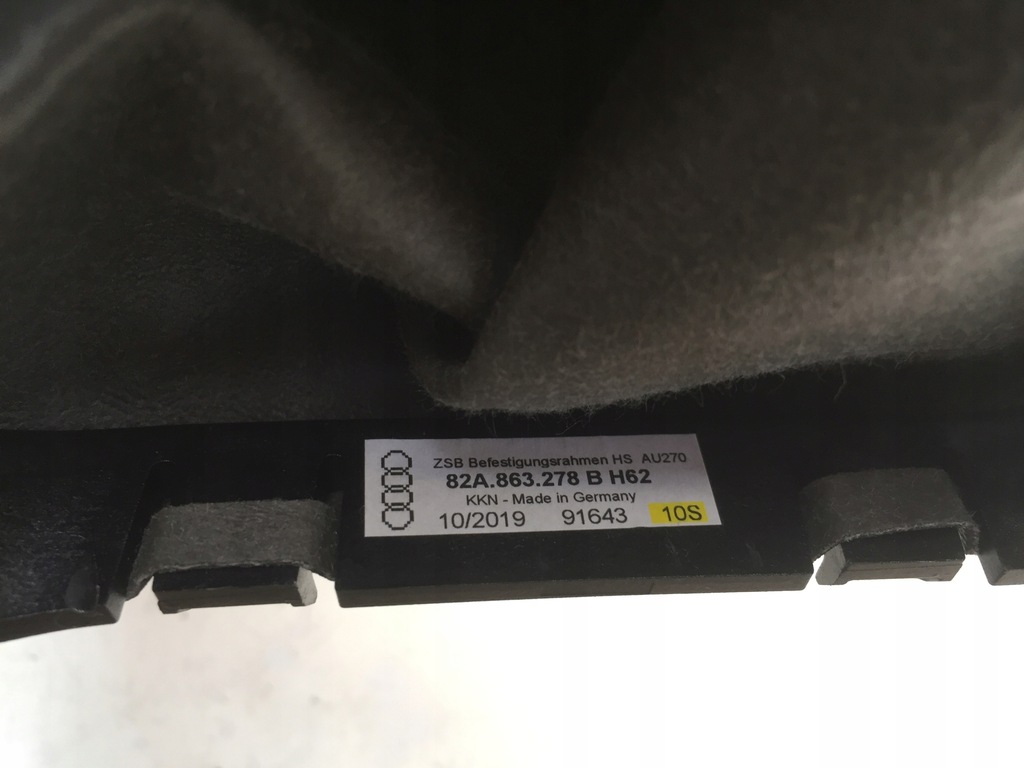 ZSB Befestigungsrahmen HS AU270
82A.863.278 B H62
KKN - Made in Germany
10/2019 91643 10S